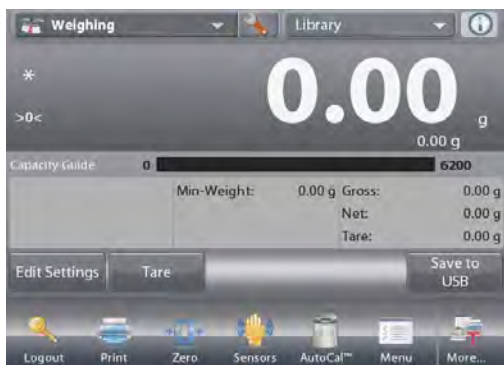 Weighing Library
*
>0<
0.00 g
0.00 g
Capacity Guide 0 6200
Min-Weight: 0.00 g Gross: 0.00 g
Net: 0.00 g
Tare: 0.00 g
Edit Settings Tare Save to
USB
Logout Print Zero Sensors AutoCal™ Menu More...